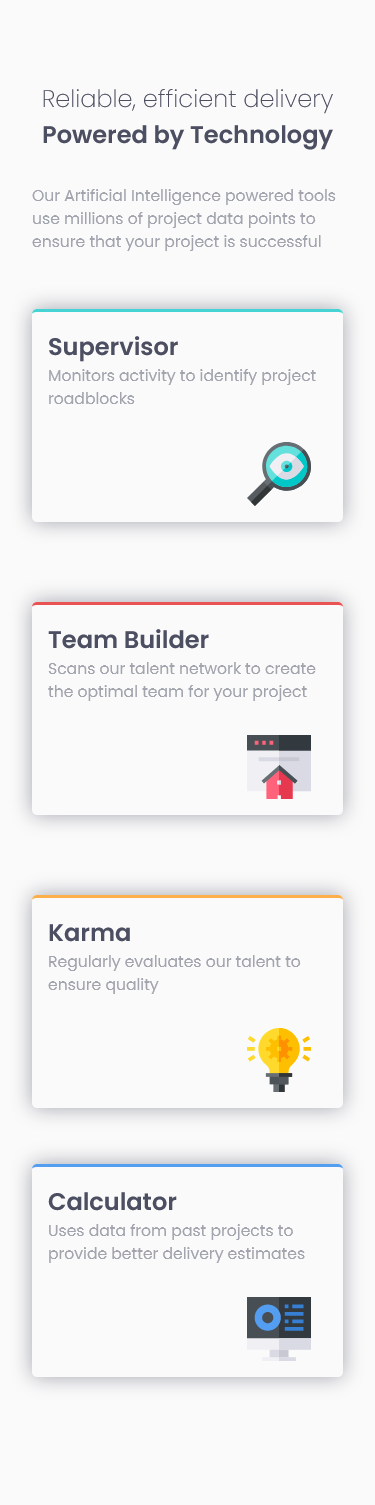 Reliable, efficient delivery
Powered by Technology
Our Artificial Intelligence powered tools
use millions of project data points to
ensure that your project is successful
Supervisor
Monitors activity to identify project
roadblocks
Team Builder
Scans our talent network to create
the optimal team for your project
Karma
Regularly evaluates our talent to
ensure quality
Calculator
Uses data from past projects to
provide better delivery estimates